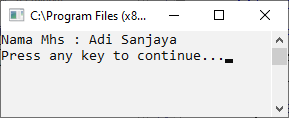 C:\Program Files (x8...
Nama Mhs : Adi Sanjaya
Press any key to continue...